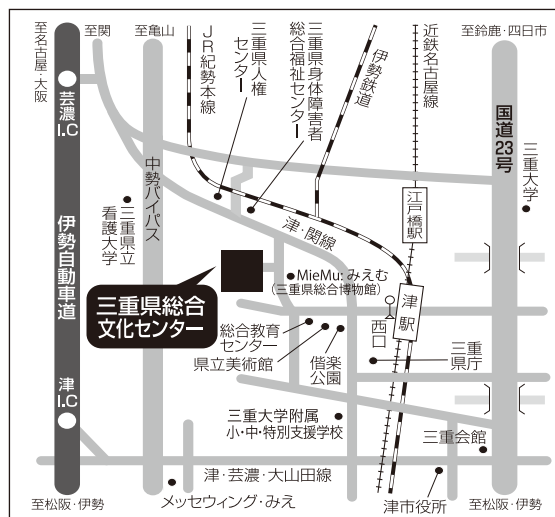 至名古屋・大阪
至関
至亀山
JR紀勢本線
三重県人権
センター
三重県身体障害者
総合福祉センター
伊勢鉄道
近鉄名古屋線
至鈴鹿・四日市
芸濃
I.C
国道23号
三重大学
中勢バイパス
三重県立
看護大学
江戸橋駅
伊勢自動車道
津・関線
MieMu:みえむ
(三重県総合博物館)
三重県総合
文化センター
津駅
西口
総合教育
センター
県立美術館
偕楽
公園
三重
県庁
津
I.C
三重大学附属
小・中・特別支援学校
三重会館
津・芸濃・大山田線
至松阪・伊勢
メッセウィング・みえ
津市役所
至松阪・伊勢